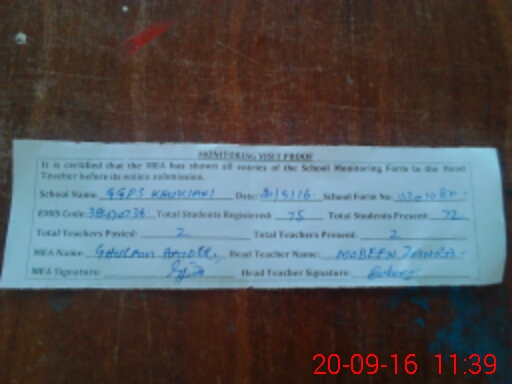 MONITORING VISIT PROOF
It is certified that the MEA has shown all entries of the School Monitoring Form to the Head
Teacher before its online submission.
School Name: GGPS Date: 20/9/16 School Form No.
EMIS Code: Total Students Registered: 75 Total Students Present: 72
Total Teachers Posted: 2 Total Teachers Present: 2
MEA Name: GHULAM Head Teacher Name: MOBEEN
MEA Signature: Head Teacher Signature
20-09-16 11:39